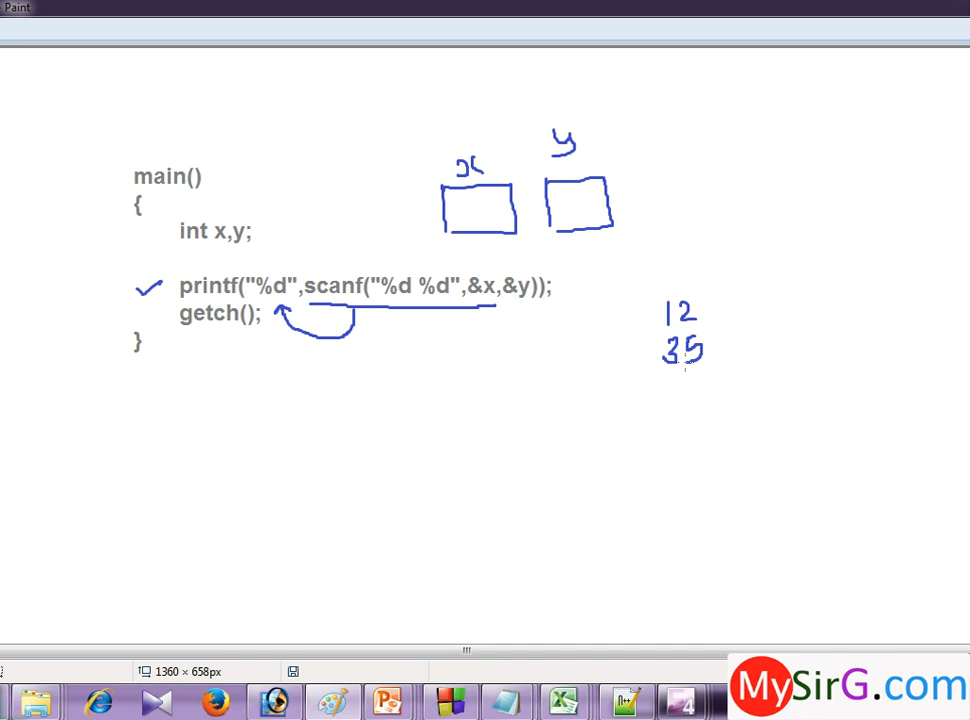 - Paint
x
y
main()
{
int x,y;
printf("%d",scanf("%d %d",&x,&y));
getch();
}
12
35
1360 × 658px
MySirG.com